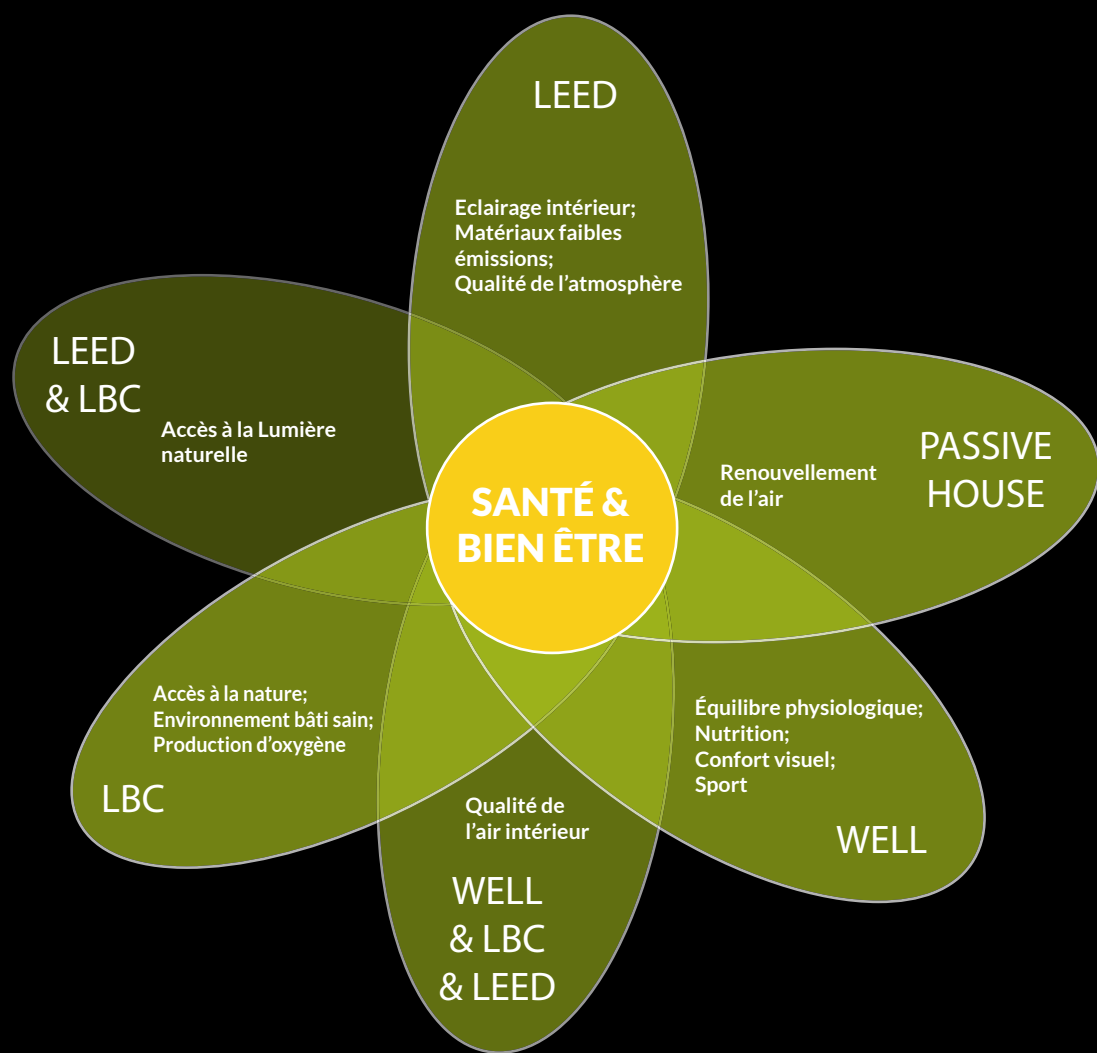 LEED
Eclairage intérieur;
Matériaux faibles
émissions;
Qualité de l’atmosphère
LEED
& LBC
Accès à la Lumière
naturelle
PASSIVE
HOUSE
Renouvellement
de l’air
SANTÉ &
BIEN ÊTRE
Accès à la nature;
Environnement bâti sain;
Production d’oxygène
LBC
Équilibre physiologique;
Nutrition;
Confort visuel;
Sport
WELL
Qualité de
l’air intérieur
WELL
& LBC
& LEED